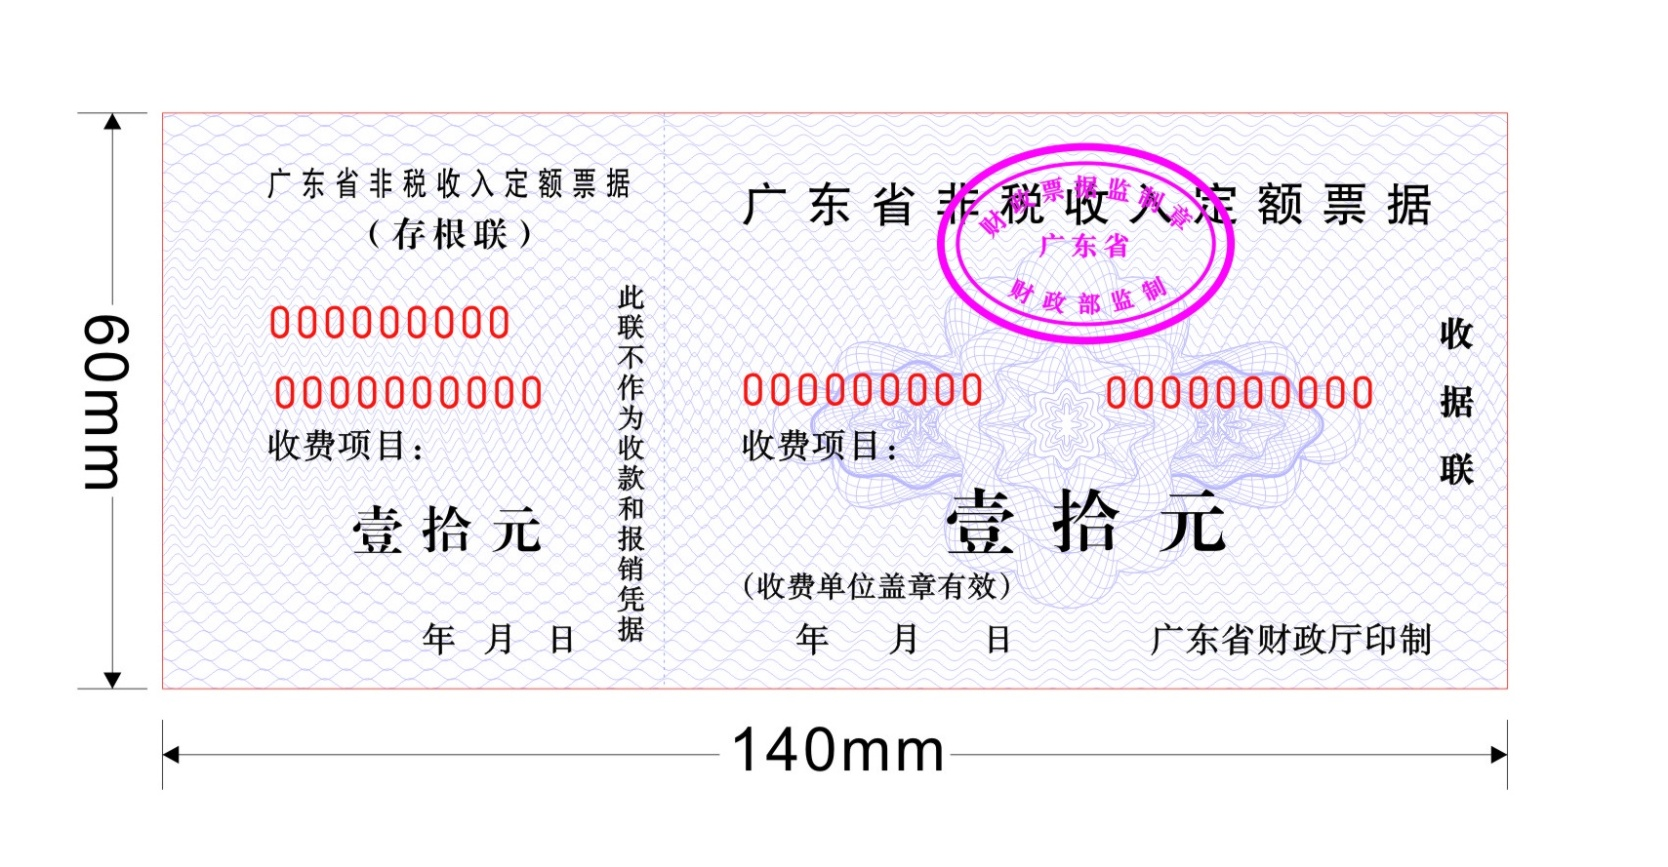 广东省非税收入定额票据
（存根联）
000000000
0000000000
收费项目：
壹拾元
年 月 日
此联不作为收款和报销凭据
广东省非税收入定额票据
财政票据监制章
广东省
财政部监制
000000000 0000000000
收费项目：
壹拾元
（收费单位盖章有效）
年 月 日 广东省财政厅印制
收据联
60mm
140mm